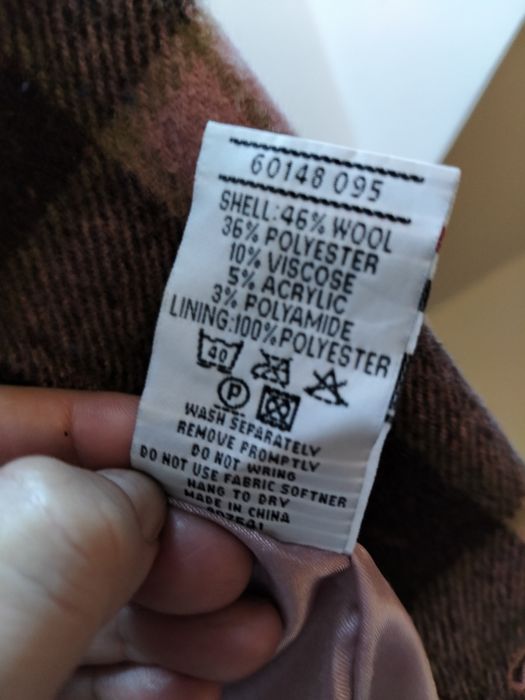 60148 095
SHELL:46% WOOL
36% POLYESTER
10% VISCOSE
5% ACRYLIC
3% POLYAMIDE
LINING:100%POLYESTER
40
P
WASH SEPARATELY
REMOVE PROMPTLY
DO NOT WRING
DO NOT USE FABRIC SOFTNER
HANG TO DRY
MADE IN CHINA